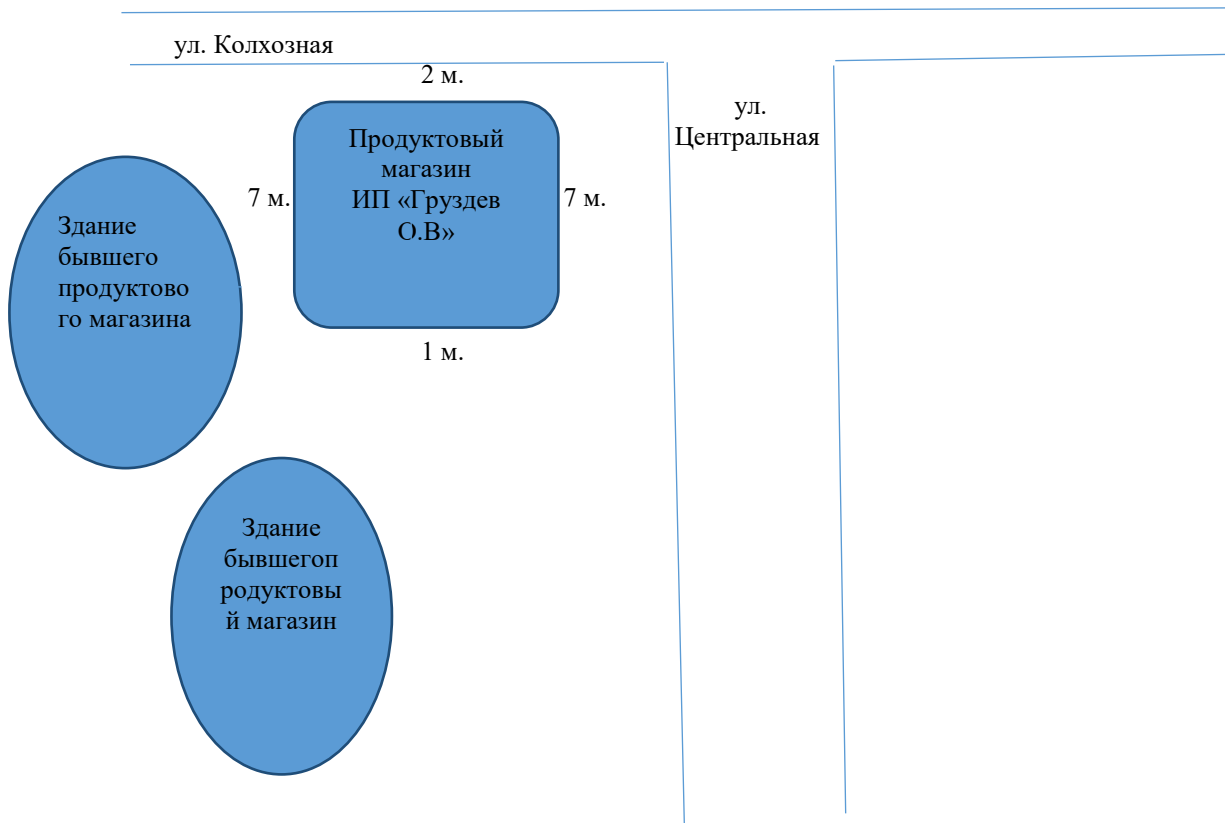 ул. Колхозная
2 м.
ул.
Центральная
Продуктовый
магазин
ИП «Груздев
О.В»
7 м.
7 м.
Здание
бывшего
продуктово
го магазина
1 м.
Здание
бывшегоп
родуктовы
й магазин